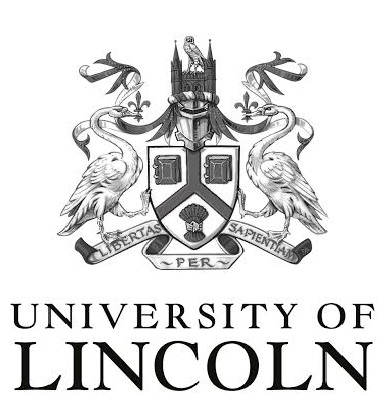 LIBERTAS
PER
SAPIENTIAM
UNIVERSITY OF
LINCOLN